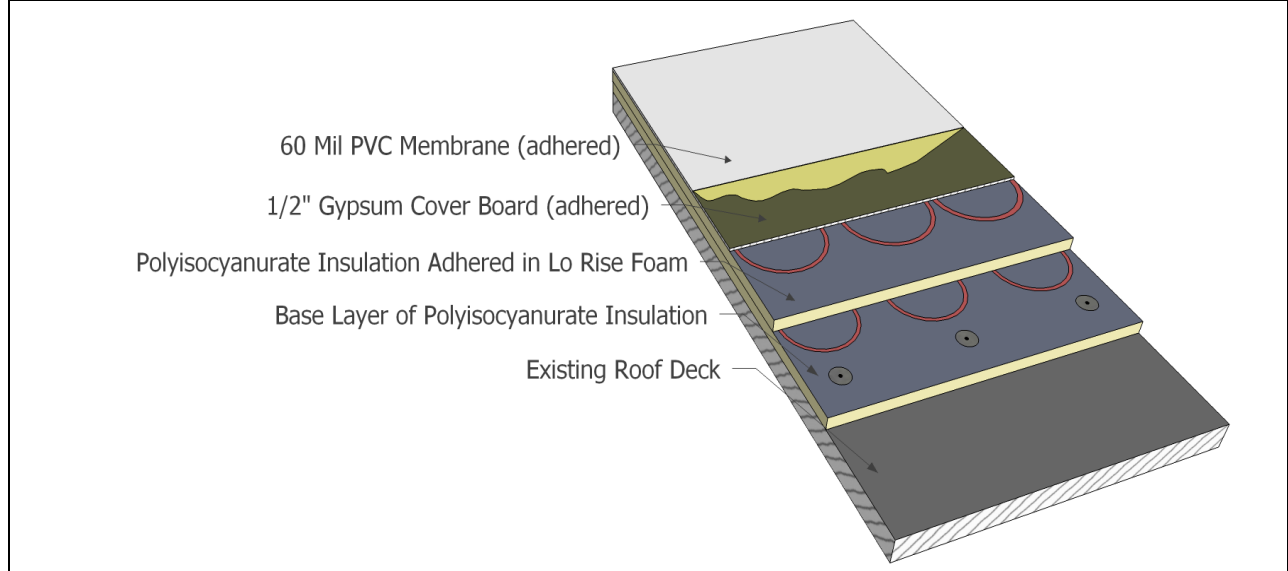 60 Mil PVC Membrane (adhered)
1/2" Gypsum Cover Board (adhered)
Polyisocyanurate Insulation Adhered in Lo Rise Foam
Base Layer of Polyisocyanurate Insulation
Existing Roof Deck